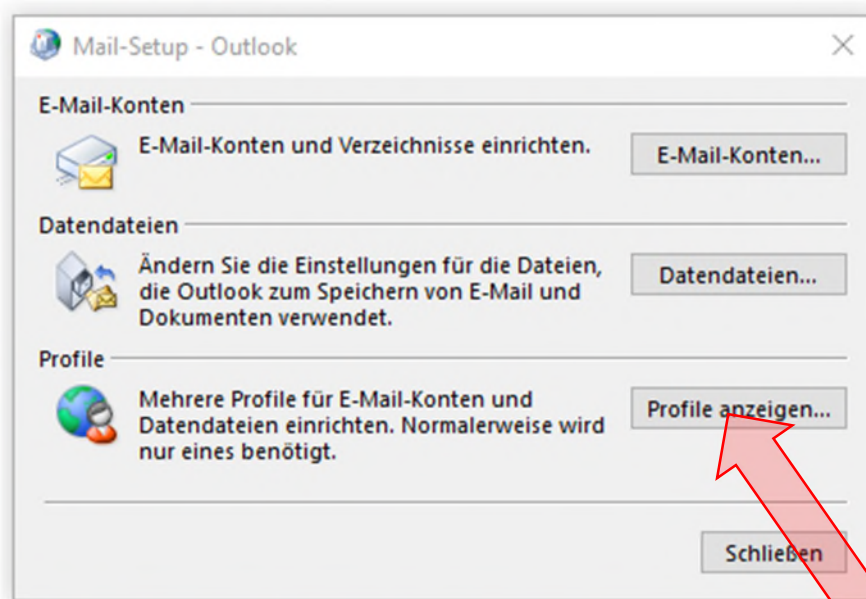 Mail-Setup - Outlook
E-Mail-Konten
E-Mail-Konten und Verzeichnisse einrichten.
E-Mail-Konten...
Datendateien
Ändern Sie die Einstellungen für die Dateien,
die Outlook zum Speichern von E-Mail und
Dokumenten verwendet.
Datendateien...
Profile
Mehrere Profile für E-Mail-Konten und
Datendateien einrichten. Normalerweise wird
nur eines benötigt.
Profile anzeigen...
Schließen